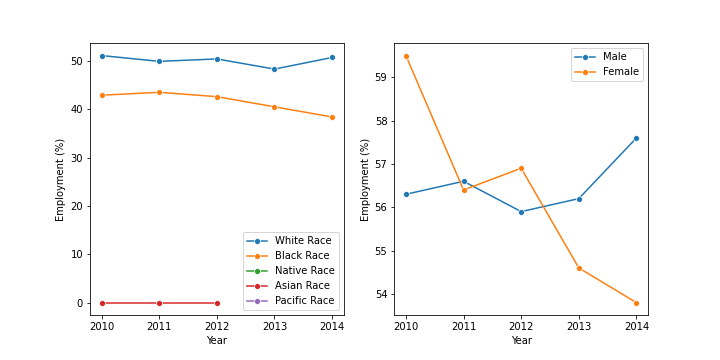 50
40
30
20
10
0
Employment (%)
White Race
Black Race
Native Race
Asian Race
Pacific Race
2010 2011 2012 2013 2014
Year
59
58
57
56
55
54
Employment (%)
Male
Female
2010 2011 2012 2013 2014
Year